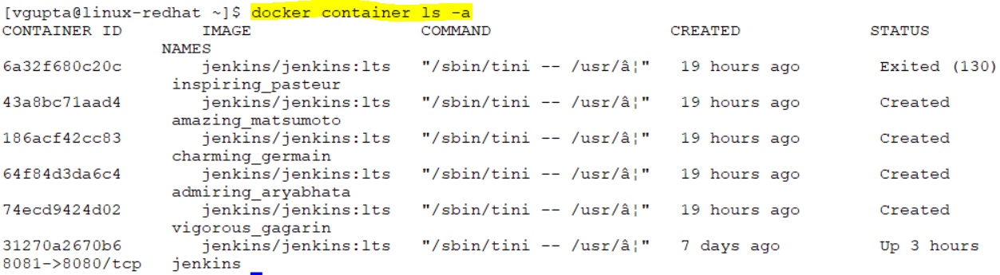 [vgupta@linux-redhat ~]$ docker container ls -a
CONTAINER ID IMAGE COMMAND CREATED STATUS
NAMES
6a32f680c20c jenkins/jenkins:lts "/sbin/tini -- /usr/â¦" 19 hours ago Exited (130)
inspiring_pasteur
43a8bc71aad4 jenkins/jenkins:lts "/sbin/tini -- /usr/â¦" 19 hours ago Created
amazing_matsumoto
186acf42cc83 jenkins/jenkins:lts "/sbin/tini -- /usr/â¦" 19 hours ago Created
charming_germain
64f84d3da6c4 jenkins/jenkins:lts "/sbin/tini -- /usr/â¦" 19 hours ago Created
admiring_aryabhata
74ecd9424d02 jenkins/jenkins:lts "/sbin/tini -- /usr/â¦" 19 hours ago Created
vigorous_gagarin
31270a2670b6 jenkins/jenkins:lts "/sbin/tini -- /usr/â¦" 7 days ago Up 3 hours
8081->8080/tcp jenkins